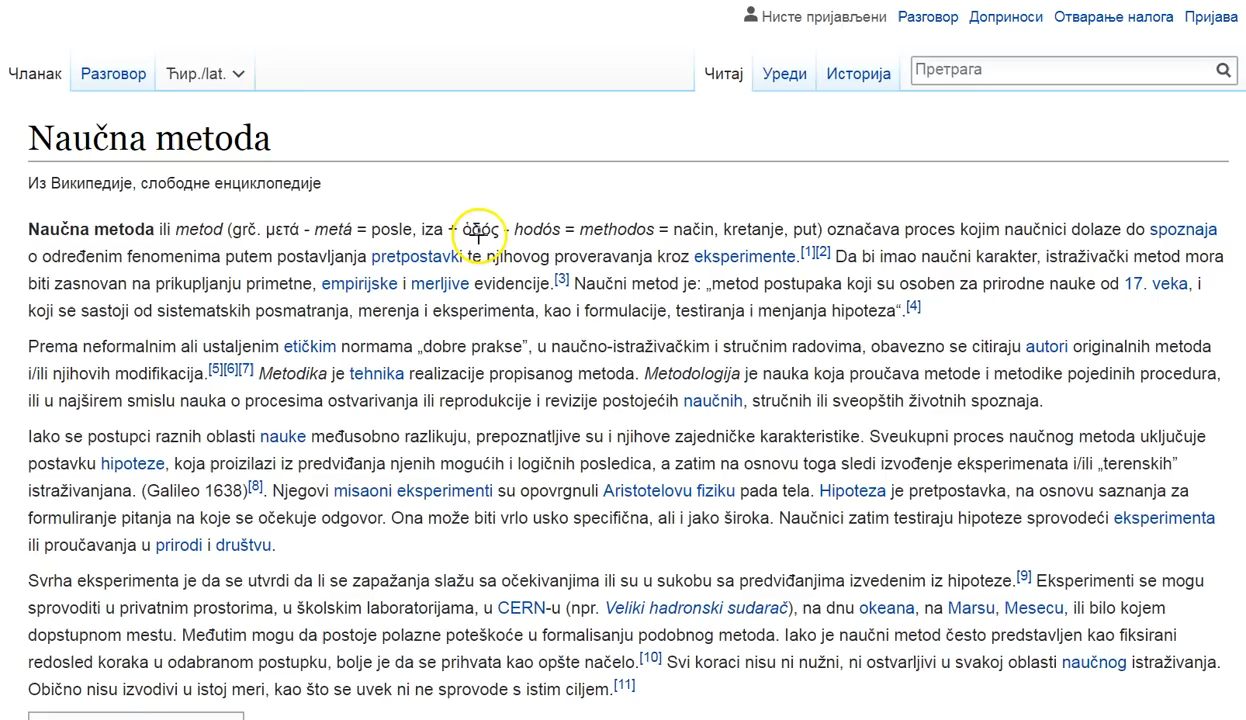 Нисте пријављени Разговор Доприноси Отварање налога Пријава
Чланак Разговор Ћир./lat. Читај Уреди Историја Претрага
Naučna metoda
Из Википедије, слободне енциклопедије
Naučna metoda ili metod (grč. μετά - metá = posle, iza + ὁδός - hodós = methodos = način, kretanje, put) označava proces kojim naučnici dolaze do spoznaja
o određenim fenomenima putem postavljanja pretpostavki te njihovog proveravanja kroz eksperimente.[1][2] Da bi imao naučni karakter, istraživački metod mora
biti zasnovan na prikupljanju primetne, empirijske i merljive evidencije.[3] Naučni metod je: „metod postupaka koji su osoben za prirodne nauke od 17. veka, i
koji se sastoji od sistematskih posmatranja, merenja i eksperimenta, kao i formulacije, testiranja i menjanja hipoteza“.[4]
Prema neformalnim ali ustaljenim etičkim normama „dobre prakse”, u naučno-istraživačkim i stručnim radovima, obavezno se citiraju autori originalnih metoda
i/ili njihovih modifikacija.[5][6][7] Metodika je tehnika realizacije propisanog metoda. Metodologija je nauka koja proučava metode i metodike pojedinih procedura,
ili u najširem smislu nauka o procesima ostvarivanja ili reprodukcije i revizije postojećih naučnih, stručnih ili sveopštih životnih spoznaja.
Iako se postupci raznih oblasti nauke međusobno razlikuju, prepoznatljive su i njihove zajedničke karakteristike. Sveukupni proces naučnog metoda uključuje
postavku hipoteze, koja proizilazi iz predviđanja njenih mogućih i logičnih posledica, a zatim na osnovu toga sledi izvođenje eksperimenata i/ili „terenskih”
istraživanjana. (Galileo 1638)[8]. Njegovi misaoni eksperimenti su opovrgnuli Aristotelovu fiziku pada tela. Hipoteza je pretpostavka, na osnovu saznanja za
formuliranje pitanja na koje se očekuje odgovor. Ona može biti vrlo usko specifična, ali i jako široka. Naučnici zatim testiraju hipoteze sprovodeći eksperimenta
ili proučavanja u prirodi i društvu.
Svrha eksperimenta je da se utvrdi da li se zapažanja slažu sa očekivanjima ili su u sukobu sa predviđanjima izvedenim iz hipoteze.[9] Eksperimenti se mogu
sprovoditi u privatnim prostorima, u školskim laboratorijama, u CERN-u (npr. Veliki hadronski sudarač), na dnu okeana, na Marsu, Mesecu, ili bilo kojem
dopstupnom mestu. Međutim mogu da postoje polazne poteškoće u formalisanju podobnog metoda. Iako je naučni metod često predstavljen kao fiksirani
redosled koraka u odabranom postupku, bolje je da se prihvata kao opšte načelo.[10] Svi koraci nisu ni nužni, ni ostvarljivi u svakoj oblasti naučnog istraživanja.
Obično nisu izvodivi u istoj meri, kao što se uvek ni ne sprovode s istim ciljem.[11]